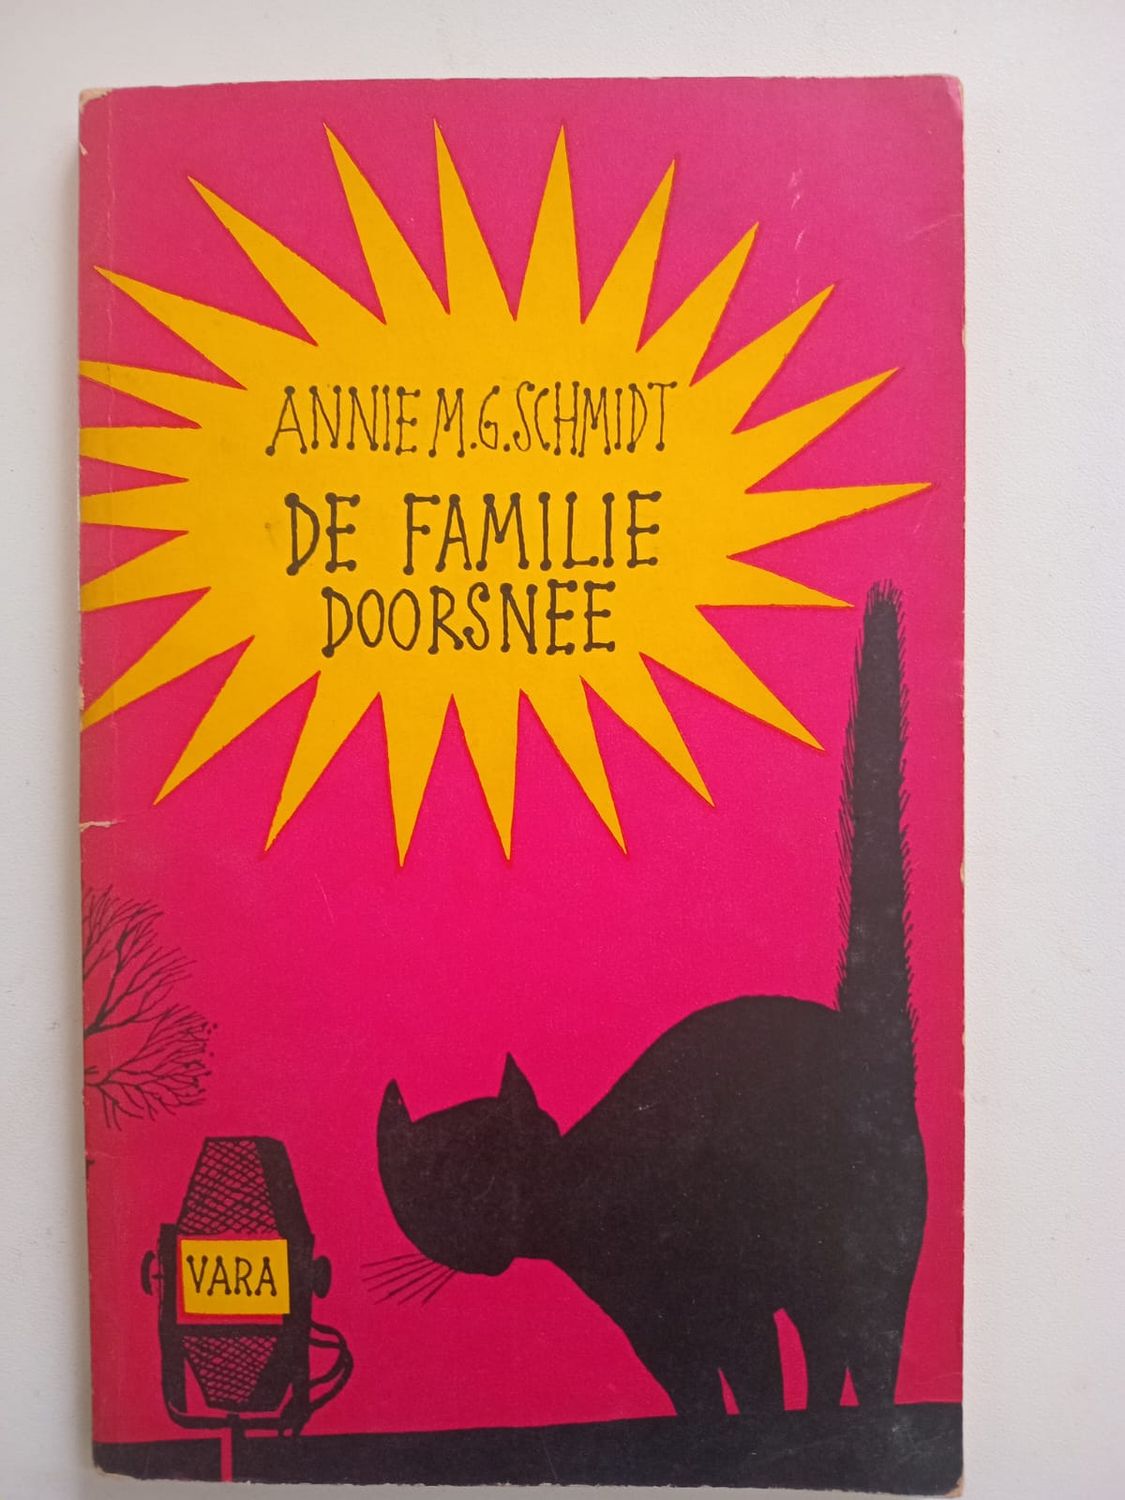 ANNIE M.G. SCHMIDT
DE FAMILIE
DOORSNEE
VARA